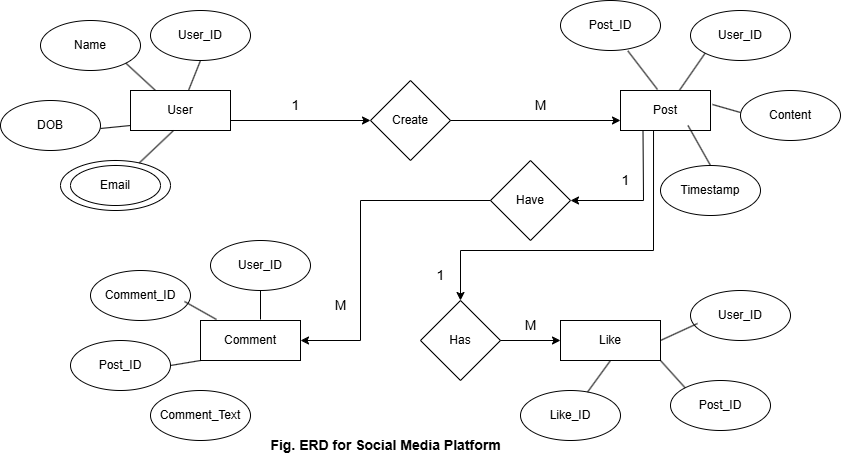 Name
User_ID
Post_ID
User_ID
User
1
Create
M
Post
Content
DOB
Email
Timestamp
Have
1
User_ID
Comment_ID
M
1
Comment
Has
M
Like
User_ID
Post_ID
Comment_Text
Like_ID
Post_ID
Fig. ERD for Social Media Platform